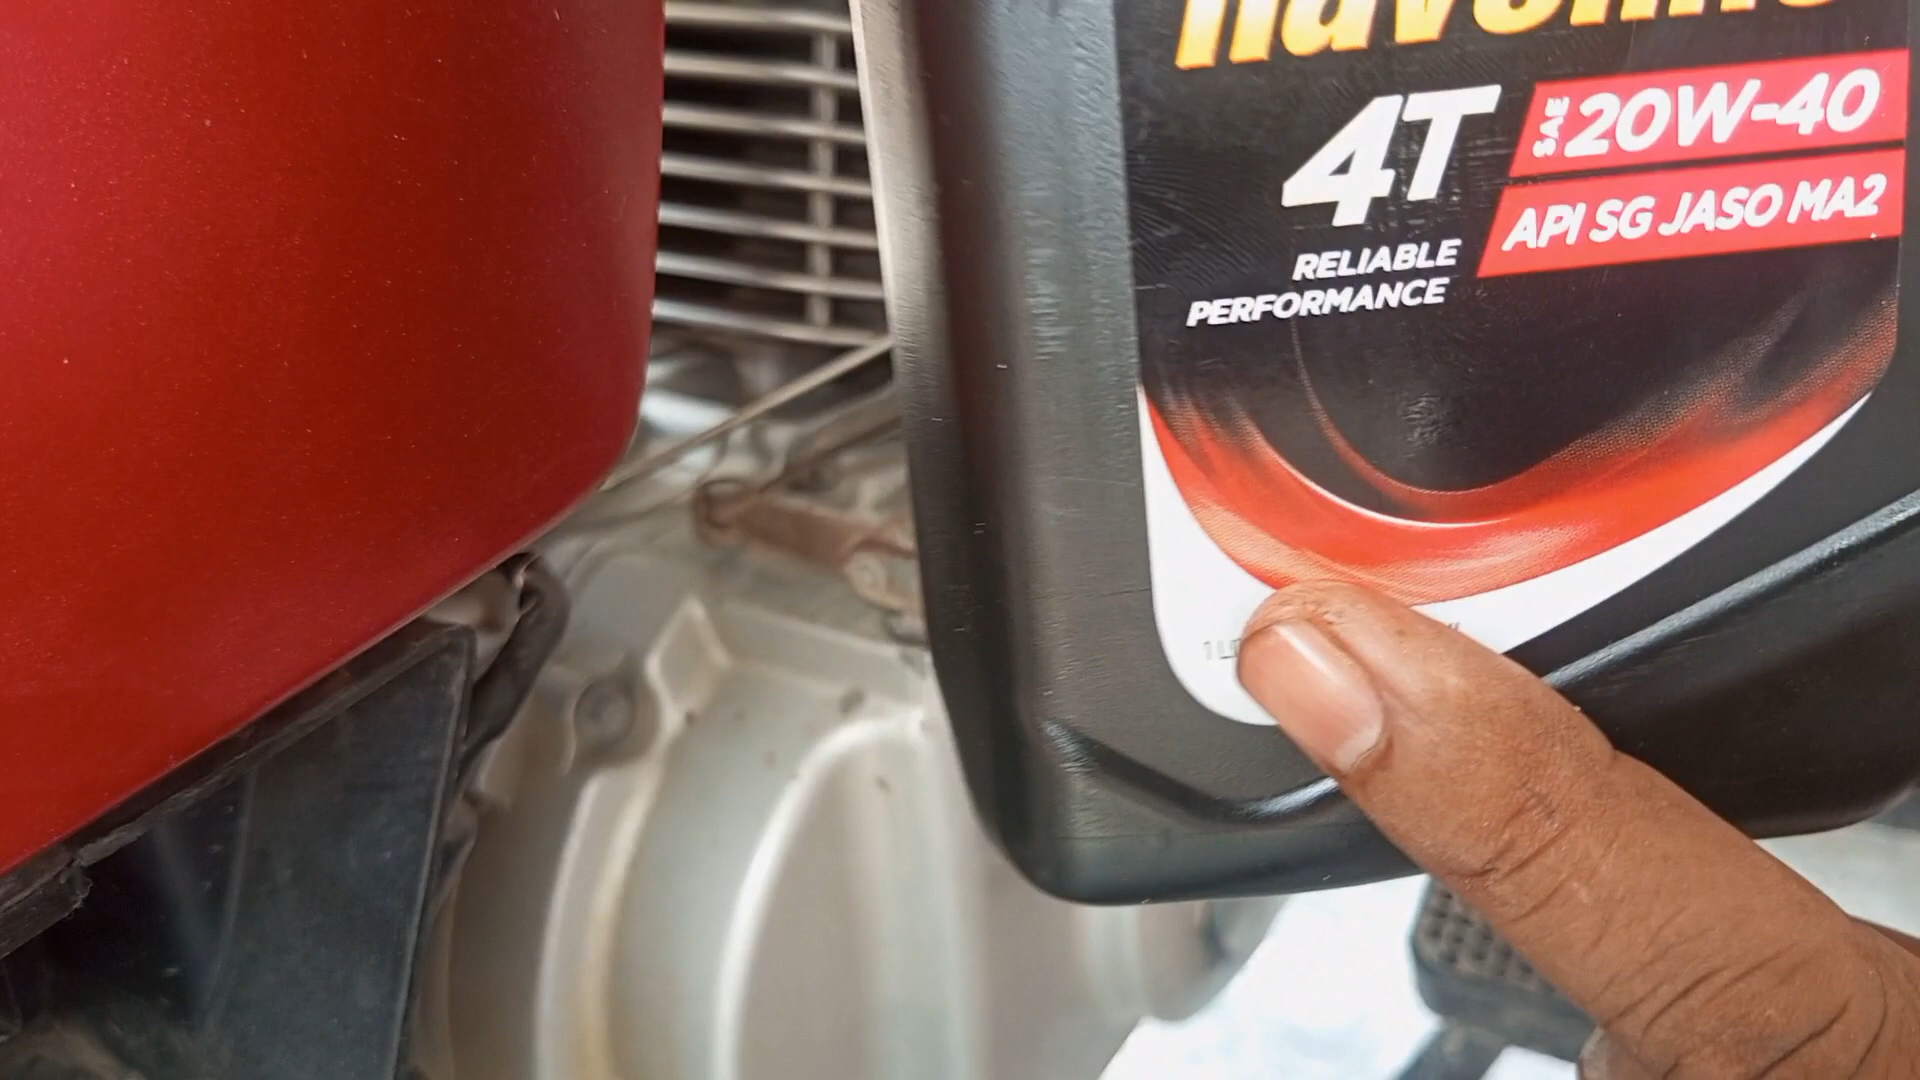 4T
SAE 20W-40
API SG JASO MA2
RELIABLE
PERFORMANCE